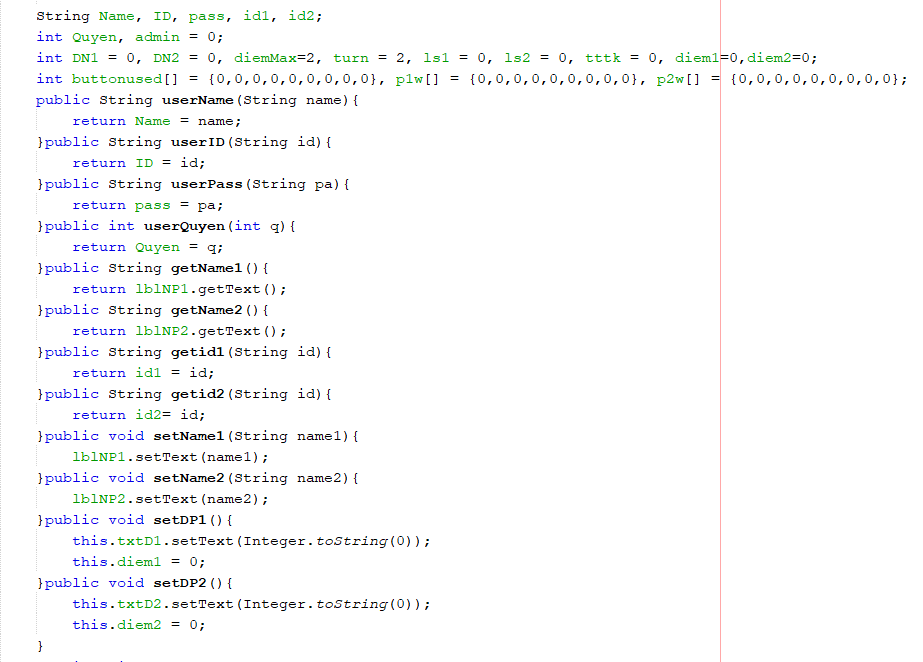 String Name, ID, pass, id1, id2;
int Quyen, admin = 0;
int DN1 = 0, DN2 = 0, diemMax=2, turn = 2, ls1 = 0, ls2 = 0, tttk = 0, diem1=0,diem2=0;
int buttonused[] = {0,0,0,0,0,0,0,0,0}, p1w[] = {0,0,0,0,0,0,0,0,0}, p2w[] = {0,0,0,0,0,0,0,0,0};
public String userName(String name){
    return Name = name;
}public String userID(String id){
    return ID = id;
}public String userPass(String pa){
    return pass = pa;
}public int userQuyen(int q){
    return Quyen = q;
}public String getName1(){
    return lblNP1.getText();
}public String getName2(){
    return lblNP2.getText();
}public String getid1(String id){
    return id1 = id;
}public String getid2(String id){
    return id2= id;
}public void setName1(String name1){
    lblNP1.setText(name1);
}public void setName2(String name2){
    lblNP2.setText(name2);
}public void setDP1(){
    this.txtD1.setText(Integer.toString(0));
    this.diem1 = 0;
}public void setDP2(){
    this.txtD2.setText(Integer.toString(0));
    this.diem2 = 0;
}